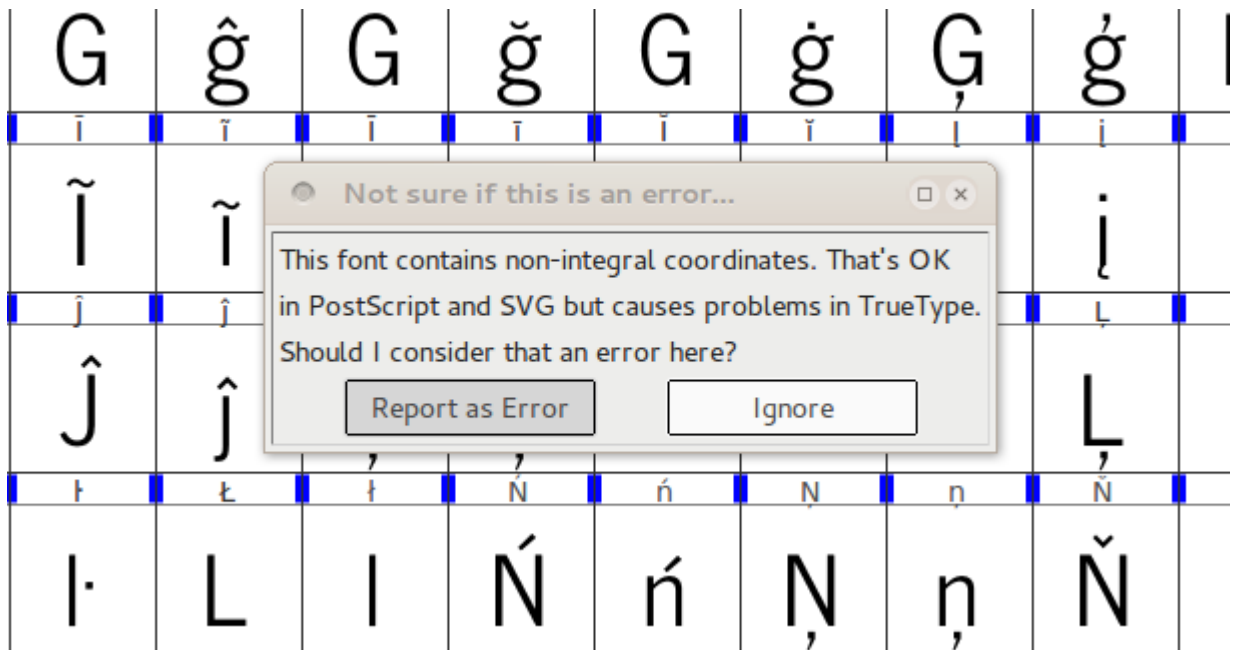 G ĝ G ğ G ġ Ģ ģ
Ĩ ĩ Ī ī Ĭ ĭ Į į
Ĩ ĩ į
Not sure if this is an error...
This font contains non-integral coordinates. That's OK
in PostScript and SVG but causes problems in TrueType.
Should I consider that an error here?
Report as Error Ignore
Ĵ ĵ Ļ
Ĵ ĵ Ļ
ŀ Ł ł Ń ń Ņ ņ Ň
ŀ L l Ń ń Ņ ņ Ň